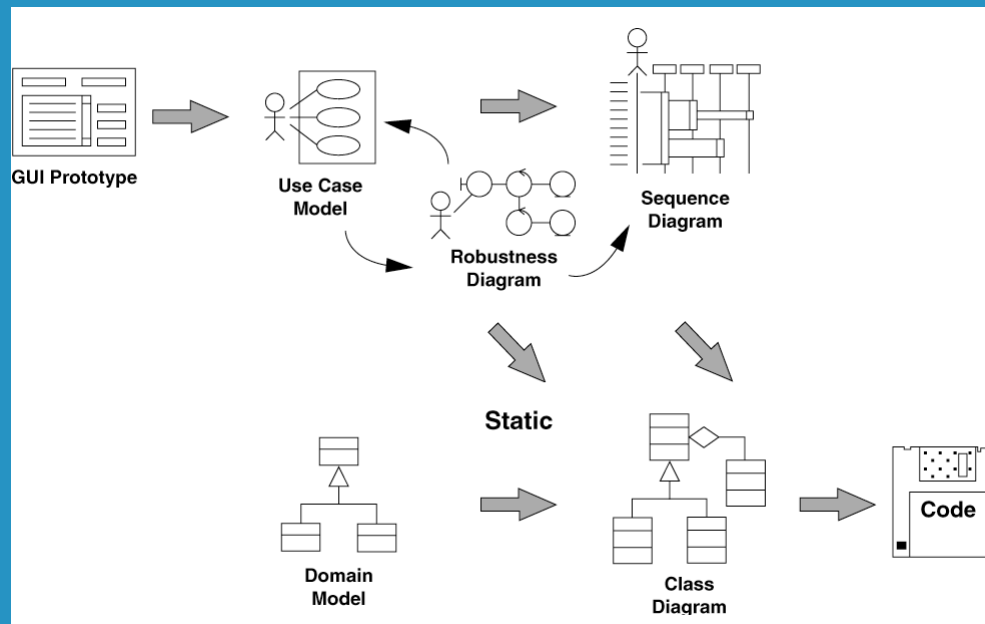 GUI Prototype
Use Case
Model
Robustness
Diagram
Sequence
Diagram
Static
Domain
Model
Class
Diagram
Code